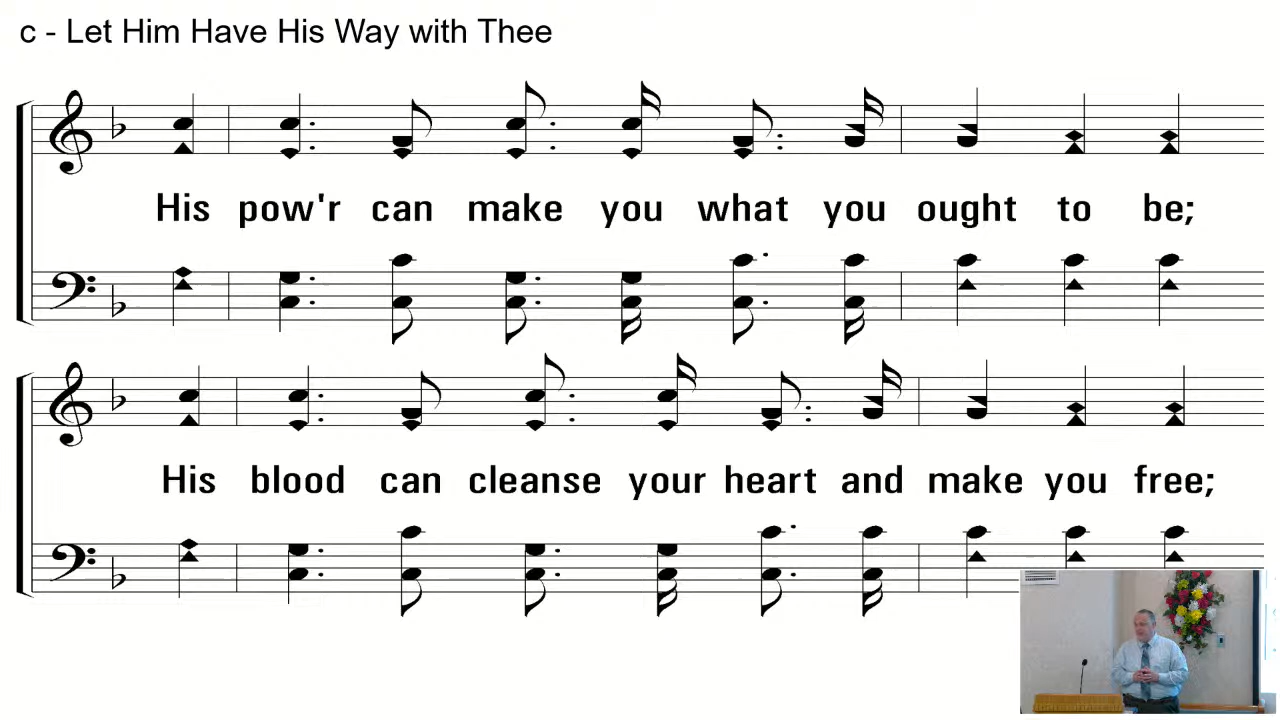 c - Let Him Have His Way with Thee
His pow'r can make you what you ought to be;
His blood can cleanse your heart and make you free;